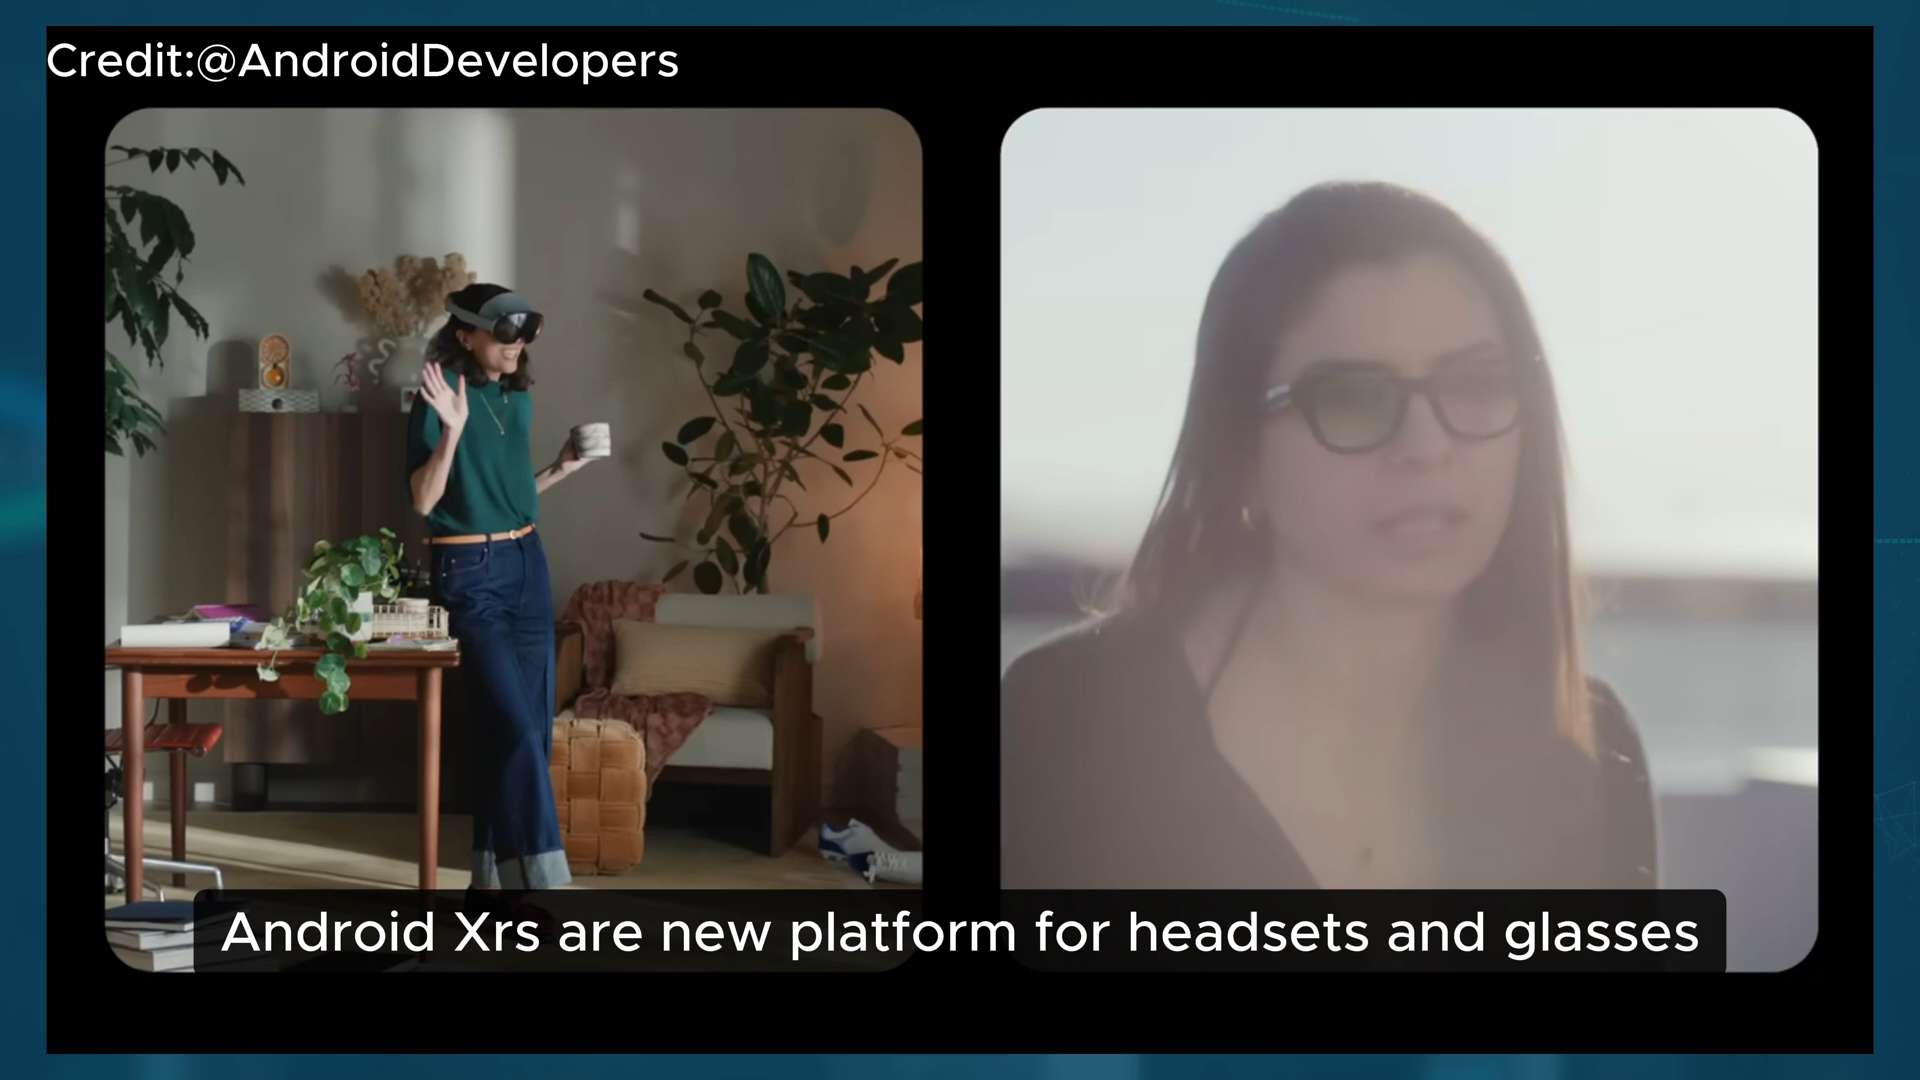 Credit:@AndroidDevelopers
Android Xrs are new platform for headsets and glasses